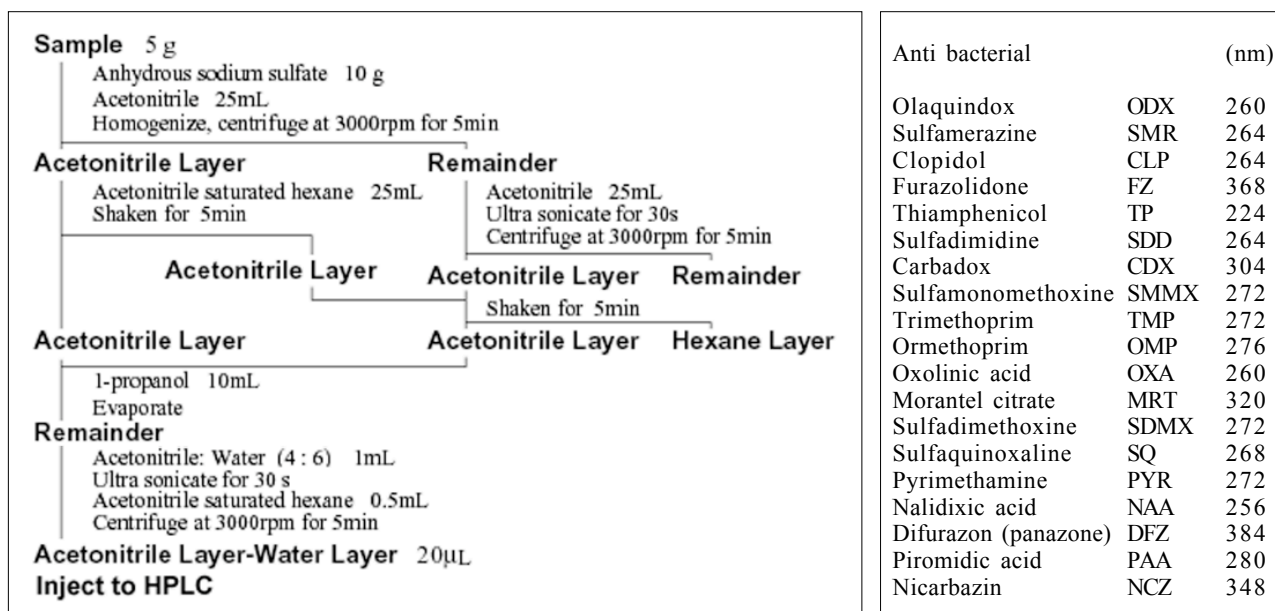 Sample 5 g
Anhydrous sodium sulfate 10 g
Acetonitrile 25mL
Homogenize, centrifuge at 3000rpm for 5min
Acetonitrile Layer Remainder
Acetonitrile saturated hexane 25mL
Shaken for 5min
Acetonitrile 25mL
Ultra sonicate for 30s
Centrifuge at 3000rpm for 5min
Acetonitrile Layer Acetonitrile Layer Remainder
Shaken for 5min
Acetonitrile Layer Acetonitrile Layer Hexane Layer
1-propanol 10mL
Evaporate
Remainder
Acetonitrile: Water (4 : 6) 1mL
Ultra sonicate for 30 s
Acetonitrile saturated hexane 0.5mL
Centrifuge at 3000rpm for 5min
Acetonitrile Layer-Water Layer 20μL
Inject to HPLC
Anti bacterial (nm)
Olaquindox ODX 260
Sulfamerazine SMR 264
Clopidol CLP 264
Furazolidone FZ 368
Thiamphenicol TP 224
Sulfadimidine SDD 264
Carbadox CDX 304
Sulfamonomethoxine SMMX 272
Trimethoprim TMP 272
Ormethoprim OMP 276
Oxolinic acid OXA 260
Morantel citrate MRT 320
Sulfadimethoxine SDMX 272
Sulfaquinoxaline SQ 268
Pyrimethamine PYR 272
Nalidixic acid NAA 256
Difurazon (panazone) DFZ 384
Piromidic acid PAA 280
Nicarbazin NCZ 348